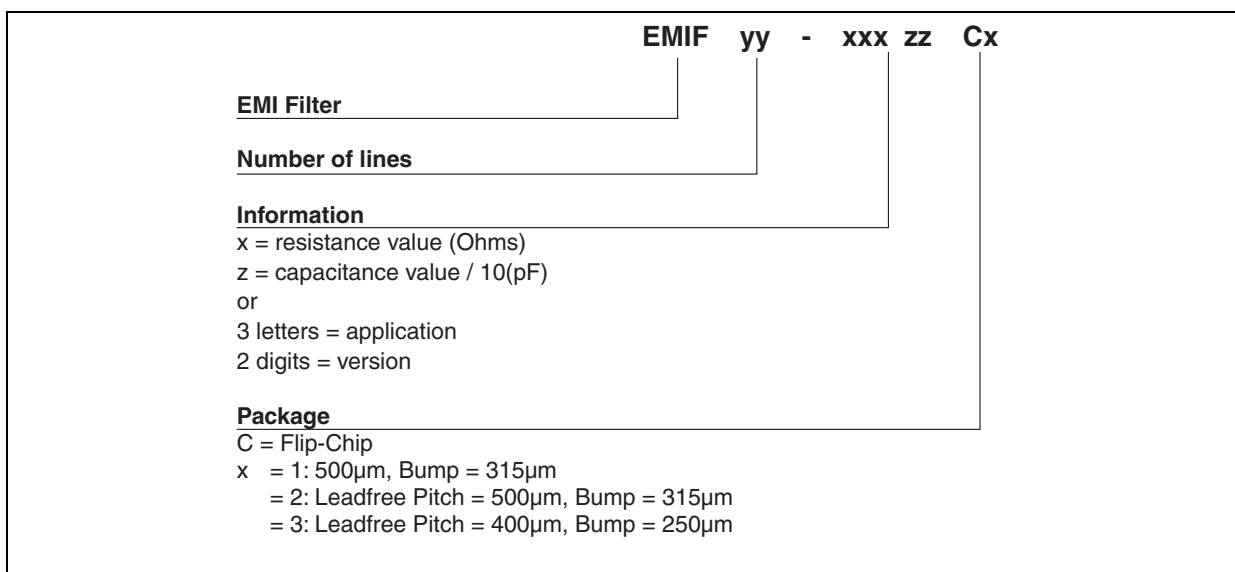 EMIF yy - xxx zz Cx
EMI Filter
Number of lines
Information
x = resistance value (Ohms)
z = capacitance value / 10(pF)
or
3 letters = application
2 digits = version
Package
C = Flip-Chip
x = 1: 500µm, Bump = 315µm
= 2: Leadfree Pitch = 500µm, Bump = 315µm
= 3: Leadfree Pitch = 400µm, Bump = 250µm